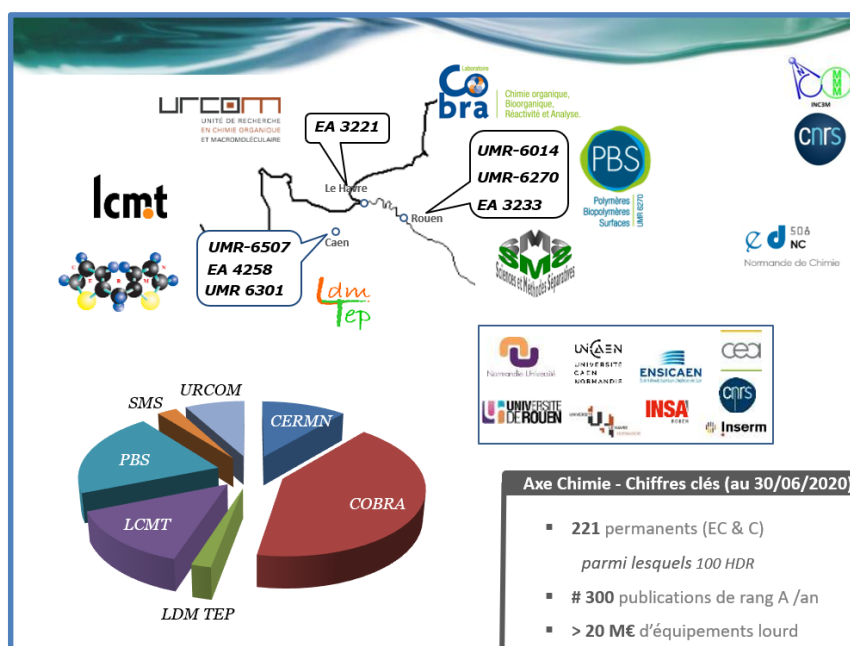 urcom
UNITÉ DE RECHERCHE
EN CHIMIE ORGANIQUE
ET MACROMOLÉCULAIRE
EA 3221
Laboratoire
Cobra
Chimie organique,
Bioorganique,
Réactivité et Analyse.
INC3M
cnrs
lcmt
Le Havre
UMR-6014
UMR-6270
EA 3233
Rouen
PBS
Polymères
Biopolymères
Surfaces
UMR 6270
Caen
UMR-6507
EA 4258
UMR 6301
C E R M N
Ldm
Tep
SMS
Sciences et Méthodes Séparatives
ed 508
NC
Normande de Chimie
Normandie Université
UNICAEN
UNIVERSITÉ
CAEN
NORMANDIE
ENSICAEN
cea
cnrs
UNIVERSITÉ
DE ROUEN
INSA
ROUEN
Inserm
SMS
URCOM
CERMN
PBS
COBRA
LCMT
LDM TEP
Axe Chimie - Chiffres clés (au 30/06/2020)
▪ 221 permanents (EC & C)
parmi lesquels 100 HDR
▪ # 300 publications de rang A /an
▪ > 20 M€ d'équipements lourd